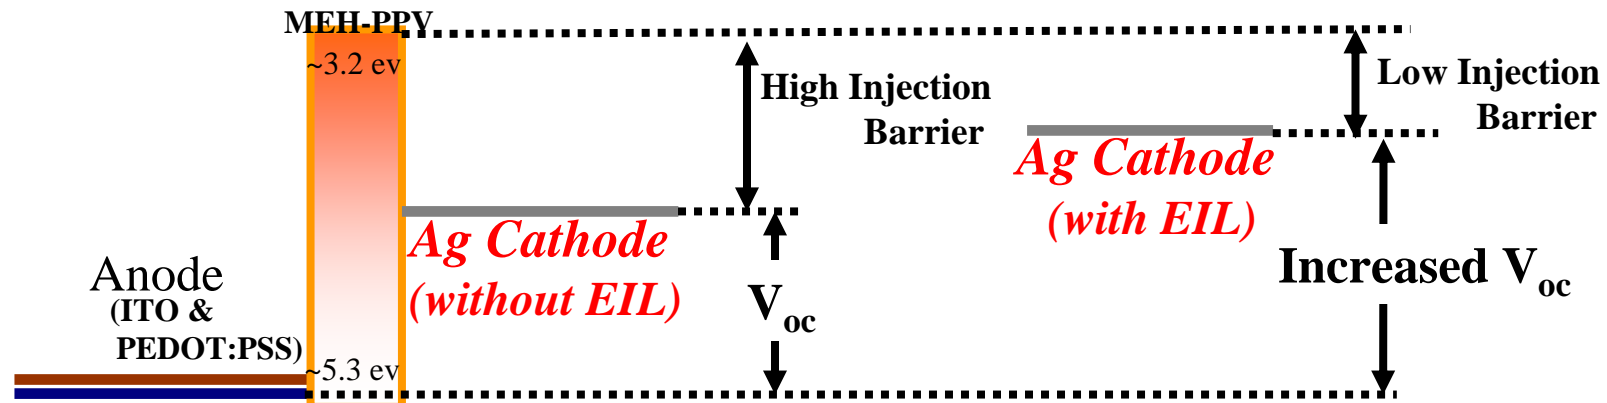 MEH-PPV
~3.2 ev
High Injection
Barrier
Low Injection
Barrier
Ag Cathode
(with EIL)
Ag Cathode
(without EIL)
Anode
(ITO &
PEDOT:PSS)
~5.3 ev
Voc
Increased Voc